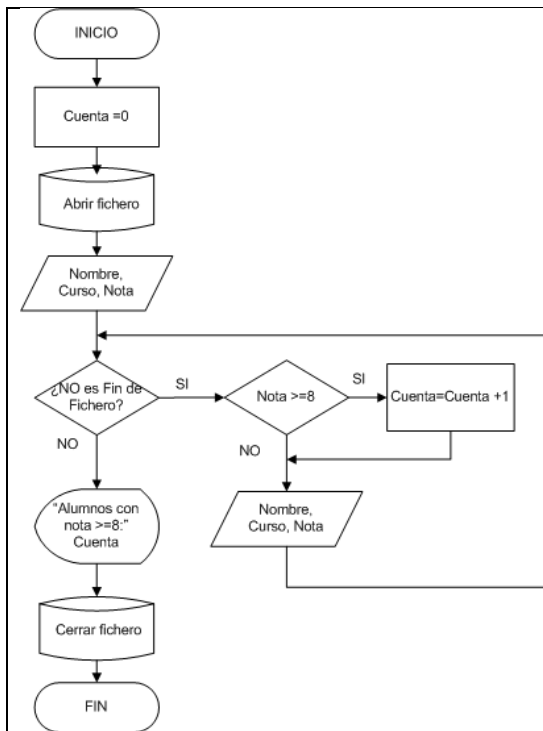 INICIO
Cuenta =0
Abrir fichero
Nombre,
Curso, Nota
¿NO es Fin de
Fichero?
SI
Nota >=8
SI
Cuenta=Cuenta +1
NO
NO
Nombre,
Curso, Nota
"Alumnos con
nota >=8:"
Cuenta
Cerrar fichero
FIN